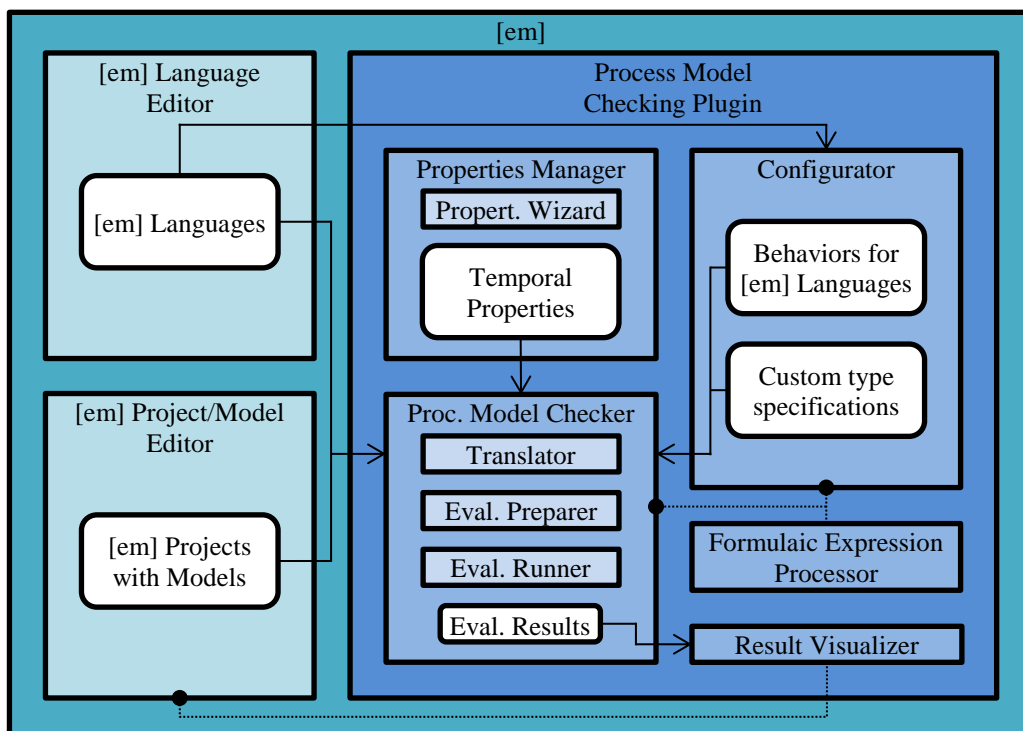 [em]
[em] Language
Editor
[em] Languages
[em] Project/Model
Editor
[em] Projects
with Models
Process Model
Checking Plugin
Properties Manager
Propert. Wizard
Temporal
Properties
Proc. Model Checker
Translator
Eval. Preparer
Eval. Runner
Eval. Results
Configurator
Behaviors for
[em] Languages
Custom type
specifications
Formulaic Expression
Processor
Result Visualizer